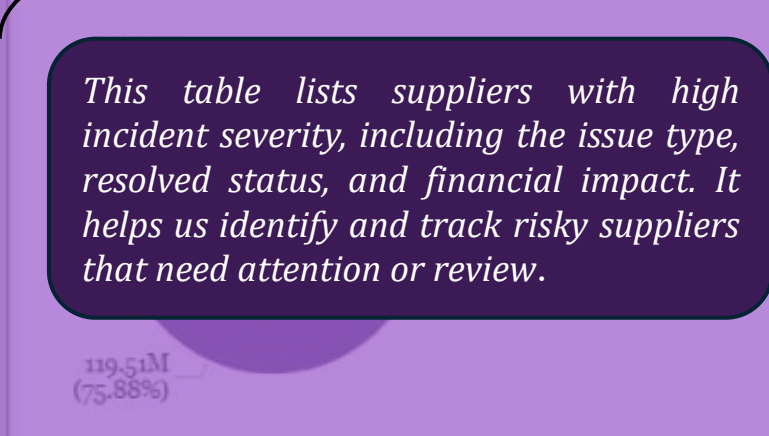 This table lists suppliers with high
incident severity, including the issue type,
resolved status, and financial impact. It
helps us identify and track risky suppliers
that need attention or review.
119.51M
(75.88%)